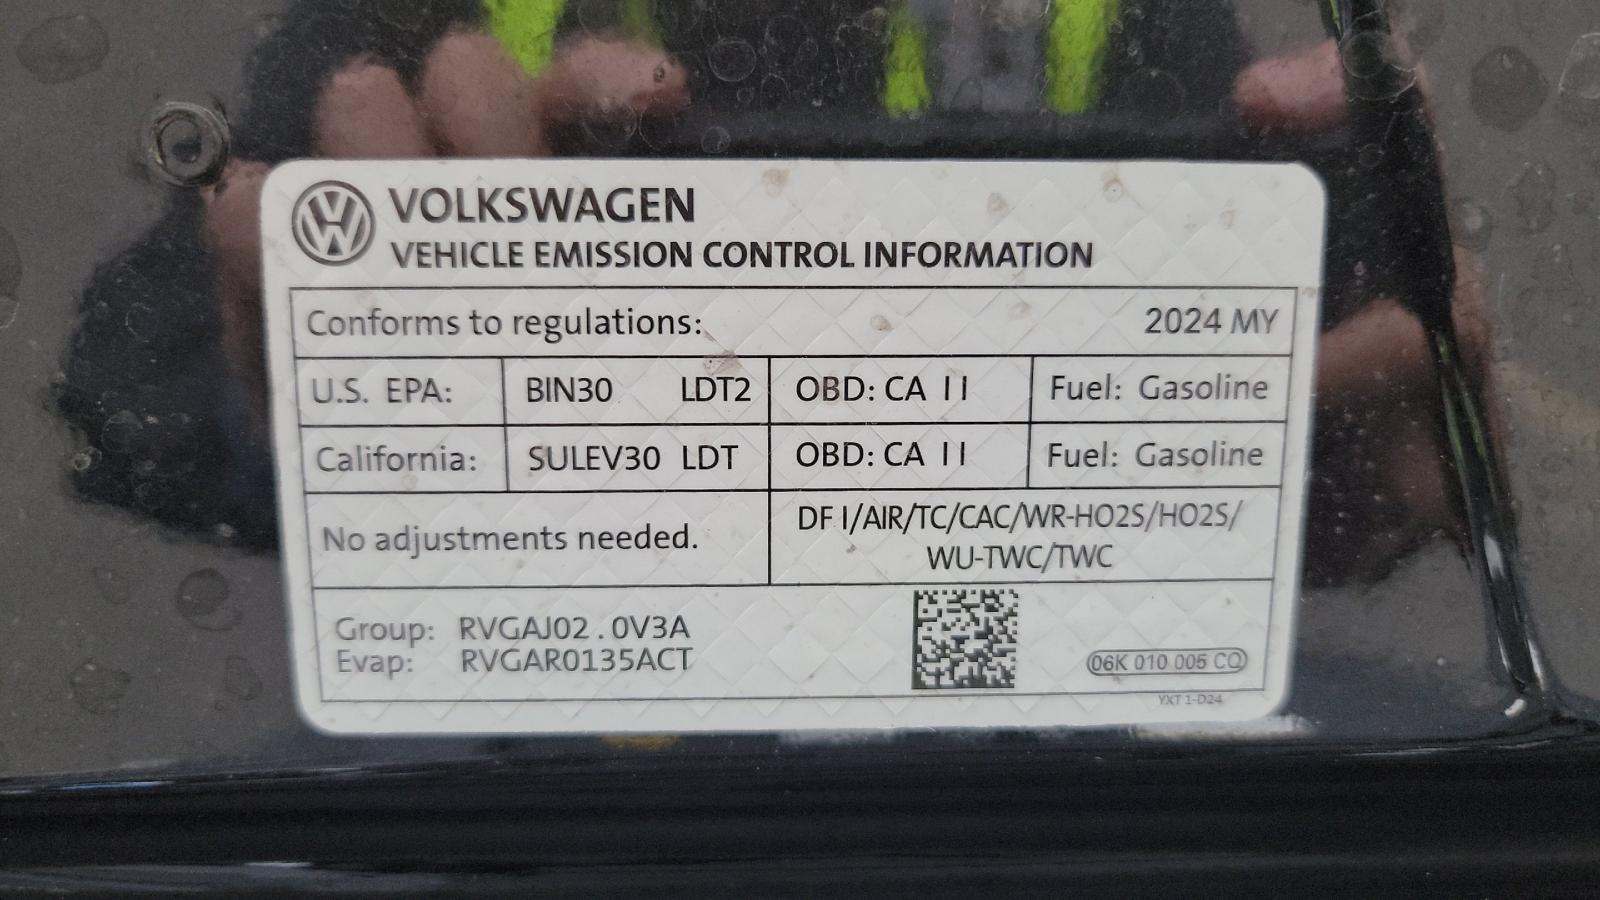 VOLKSWAGEN
VEHICLE EMISSION CONTROL INFORMATION
Conforms to regulations: 2024 MY
U.S. EPA: BIN30 LDT2 OBD: CA II Fuel: Gasoline
California: SULEV30 LDT OBD: CA II Fuel: Gasoline
No adjustments needed.
DFI/AIR/TC/CAC/WR-HO2S/HO2S/
WU-TWC/TWC
Group: RVGAJ02.0V3A
Evap: RVGAR0135ACT
06K 010 005 CQ
YXT 1-D24